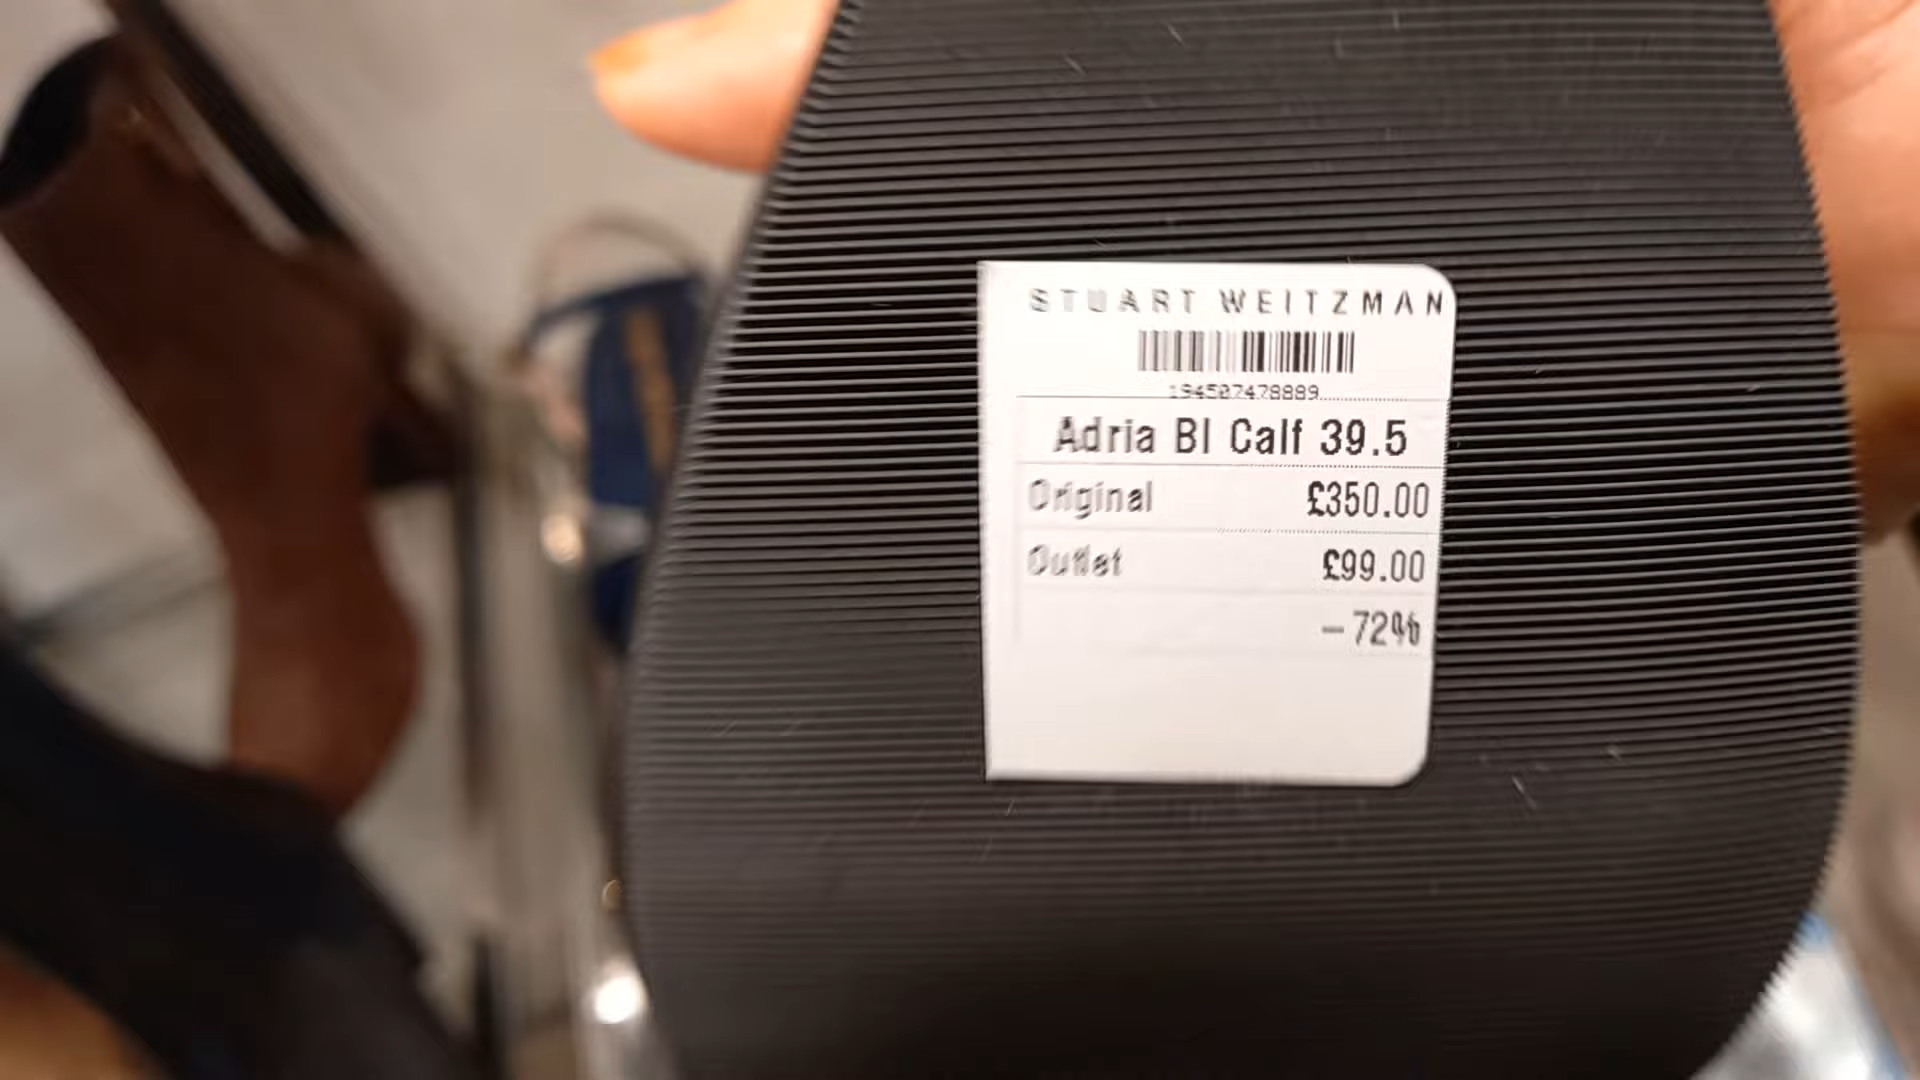 STUART WEITZMAN
194507478889
Adria Bl Calf 39.5
Original £350.00
Outlet £99.00
-72%